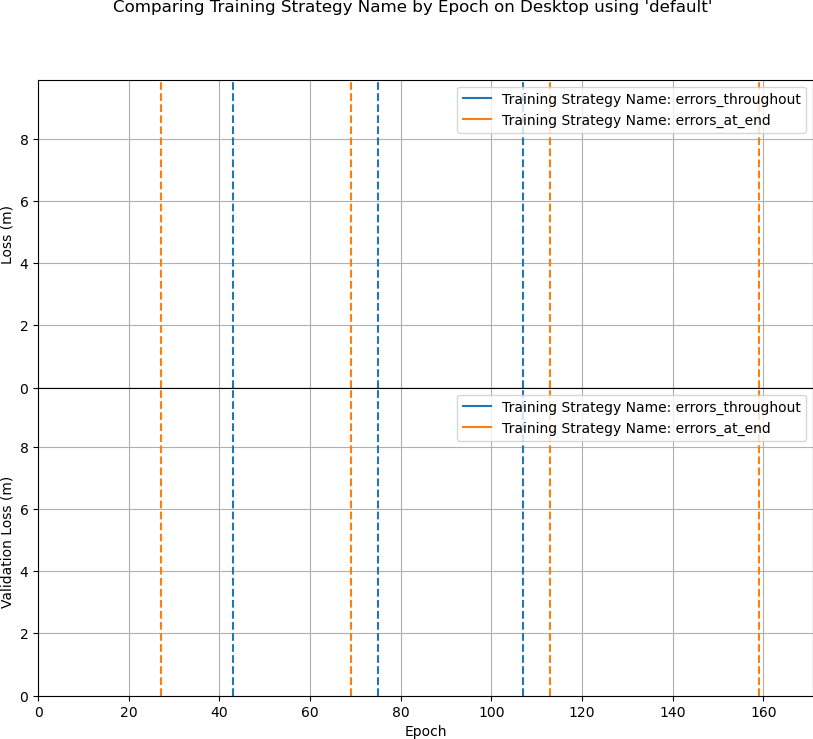 Comparing Training Strategy Name by Epoch on Desktop using 'default'
Training Strategy Name: errors_throughout
Training Strategy Name: errors_at_end
8
6
4
2
0
Loss (m)
Training Strategy Name: errors_throughout
Training Strategy Name: errors_at_end
8
6
4
2
0
Validation Loss (m)
0 20 40 60 80 100 120 140 160
Epoch